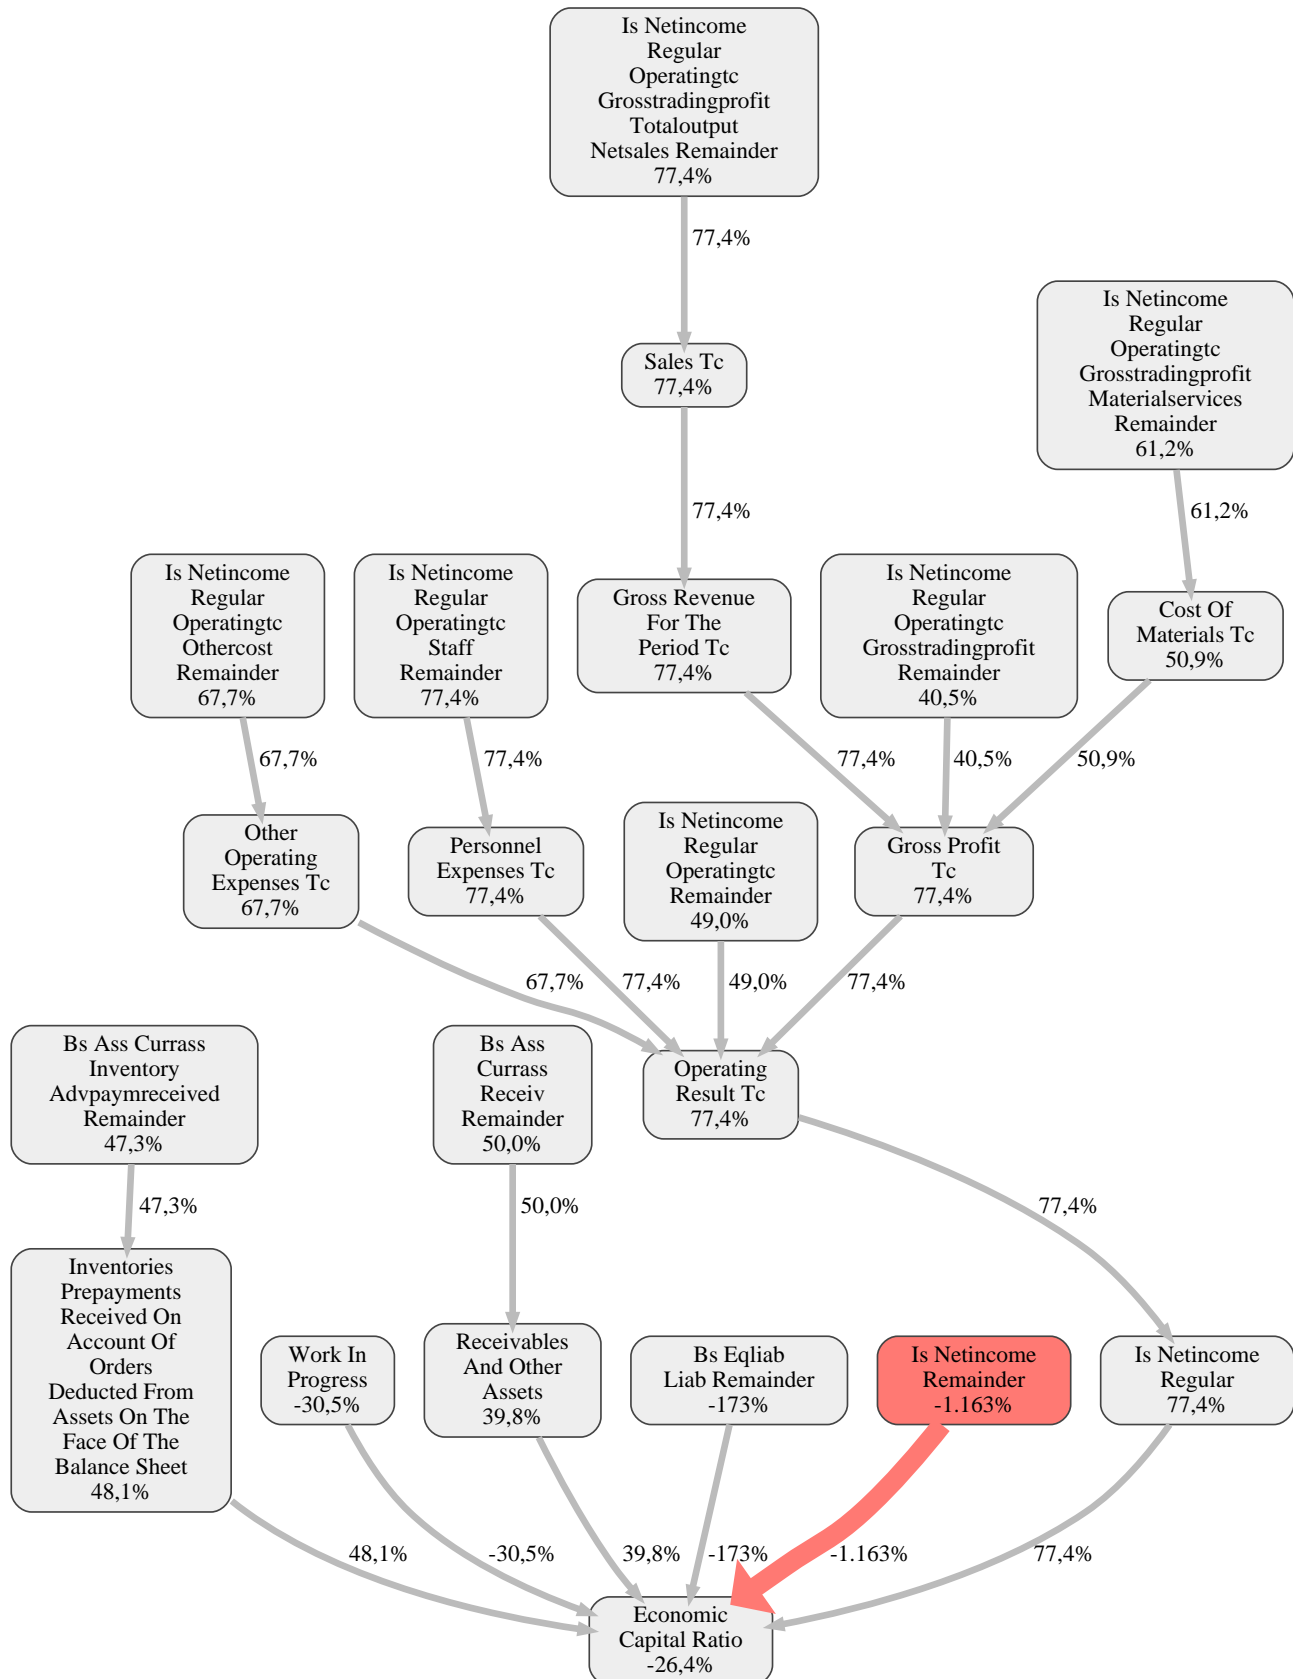 Is Netincome
Regular
Operatingtc
Grosstradingprofit
Totaloutput
Netsales Remainder
77,4%
77,4%
Sales Tc
77,4%
Is Netincome
Regular
Operatingtc
Grosstradingprofit
Materialservices
Remainder
61,2%
77,4%
61,2%
Is Netincome
Regular
Operatingtc
Othercost
Remainder
67,7%
Is Netincome
Regular
Operatingtc
Staff
Remainder
77,4%
Gross Revenue
For The
Period Tc
77,4%
Is Netincome
Regular
Operatingtc
Grosstradingprofit
Remainder
40,5%
Cost Of
Materials Tc
50,9%
67,7%
77,4%
77,4%
40,5%
50,9%
Other
Operating
Expenses Tc
67,7%
Personnel
Expenses Tc
77,4%
Is Netincome
Regular
Operatingtc
Remainder
49,0%
Gross Profit
Tc
77,4%
67,7%
77,4%
49,0%
77,4%
Bs Ass Currass
Inventory
Advpaymreceived
Remainder
47,3%
Bs Ass
Currass
Receiv
Remainder
50,0%
Operating
Result Tc
77,4%
47,3%
50,0%
77,4%
Inventories
Prepayments
Received On
Account Of
Orders
Deducted From
Assets On The
Face Of The
Balance Sheet
48,1%
Work In
Progress
-30,5%
Receivables
And Other
Assets
39,8%
Bs Eqliab
Liab Remainder
-173%
Is Netincome
Remainder
-1.163%
Is Netincome
Regular
77,4%
48,1%
-30,5%
39,8%
-173%
-1.163%
77,4%
Economic
Capital Ratio
-26,4%